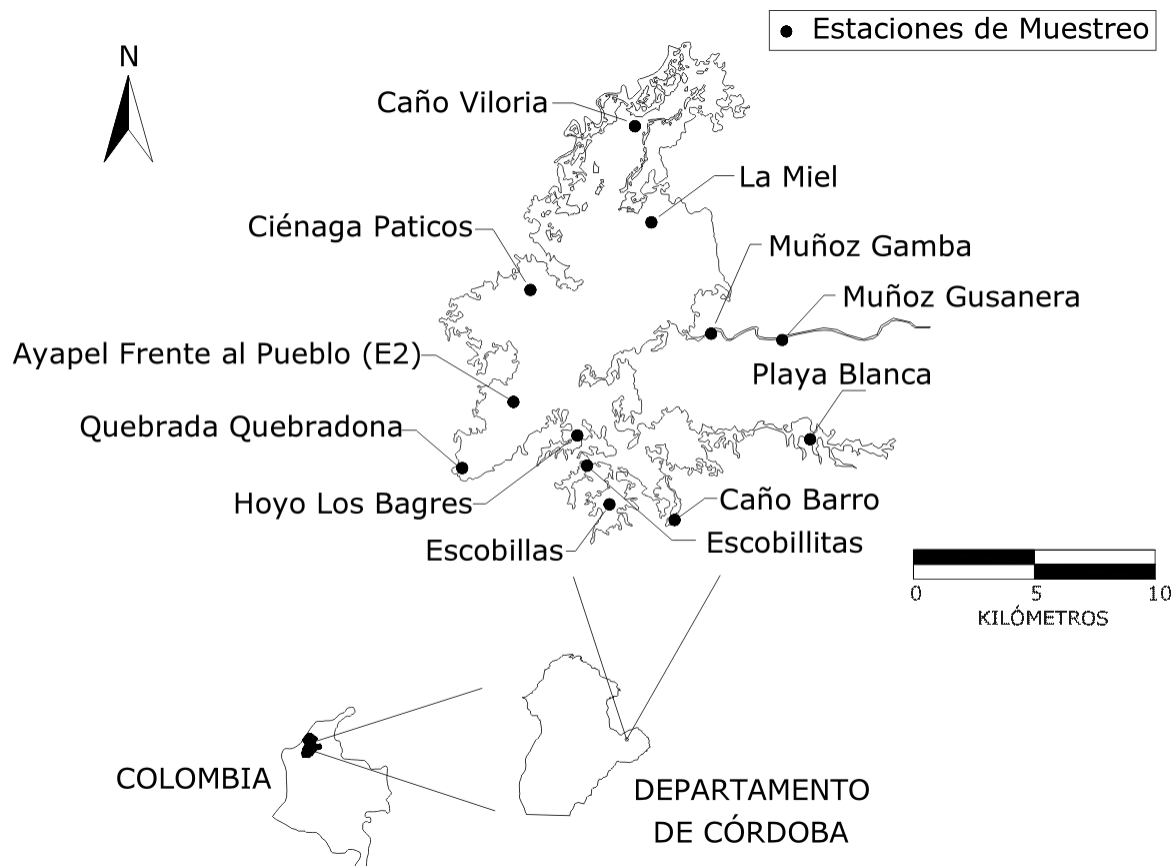 Estaciones de Muestreo
N
Caño Viloria
La Miel
Ciénaga Paticos
Muñoz Gamba
Muñoz Gusanera
Ayapel Frente al Pueblo (E2)
Playa Blanca
Quebrada Quebradona
Hoyo Los Bagres
Caño Barro
Escobillas
Escobillitas
0 5 10
KILÓMETROS
COLOMBIA
DEPARTAMENTO
DE CÓRDOBA